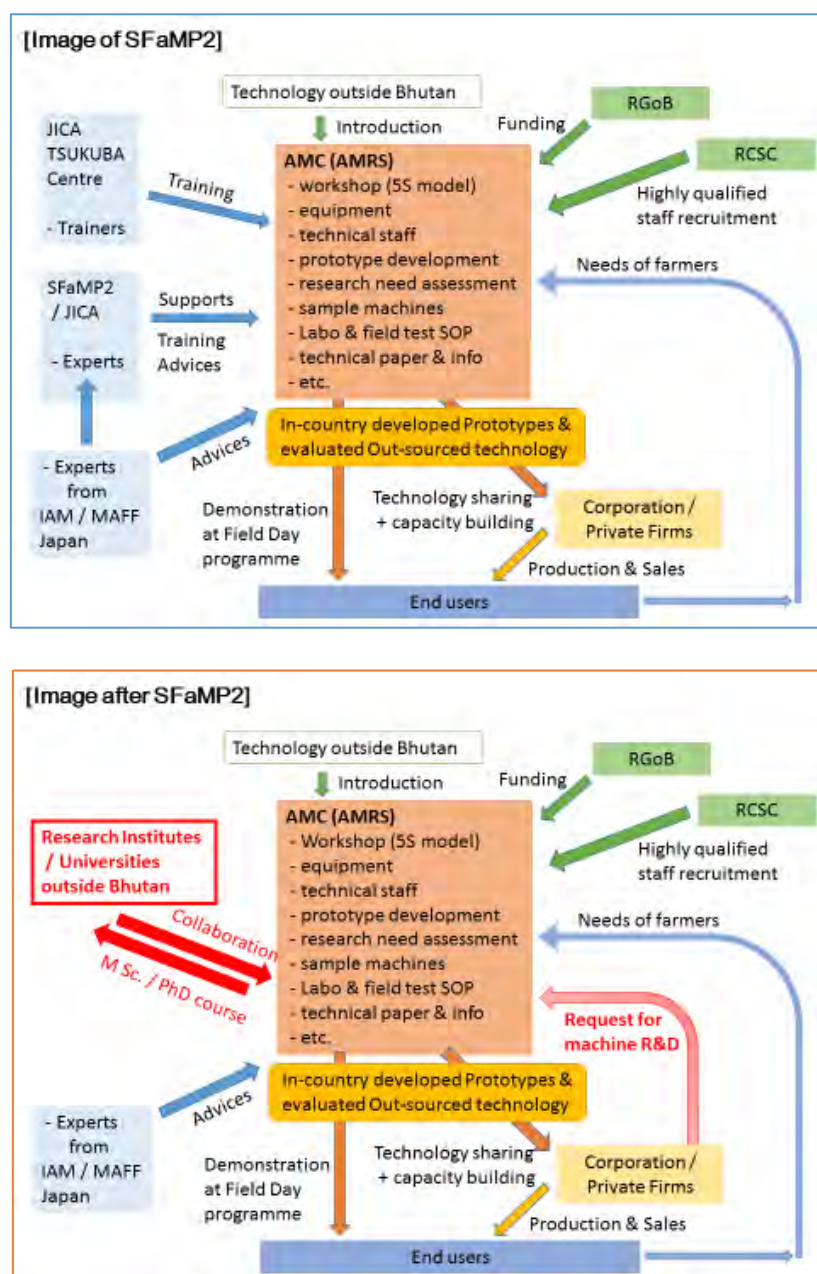 [Image of SFaMP2]
Technology outside Bhutan
RGoB
JICA
TSUKUBA
Centre
- Trainers
Introduction
Funding
RCSC
Training
AMC (AMRS)
- workshop (5S model)
- equipment
- technical staff
- prototype development
- research need assessment
- sample machines
- Labo & field test SOP
- technical paper & info
- etc.
Highly qualified
staff recruitment
Needs of farmers
SFaMP2
/ JICA
- Experts
Supports
Training
Advices
- Experts
from
IAM / MAFF
Japan
Advices
In-country developed Prototypes &
evaluated Out-sourced technology
Demonstration
at Field Day
programme
Technology sharing
+ capacity building
Corporation /
Private Firms
Production & Sales
End users
[Image after SFaMP2]
Technology outside Bhutan
RGoB
Introduction
Funding
RCSC
Research Institutes
/ Universities
outside Bhutan
Collaboration
M Sc. / PhD course
AMC (AMRS)
- Workshop (5S model)
- equipment
- technical staff
- prototype development
- research need assessment
- sample machines
- Labo & field test SOP
- technical paper & info
- etc.
Highly qualified
staff recruitment
Needs of farmers
Request for
machine R&D
- Experts
from
IAM / MAFF
Japan
Advices
In-country developed Prototypes &
evaluated Out-sourced technology
Demonstration
at Field Day
programme
Technology sharing
+ capacity building
Corporation /
Private Firms
Production & Sales
End users